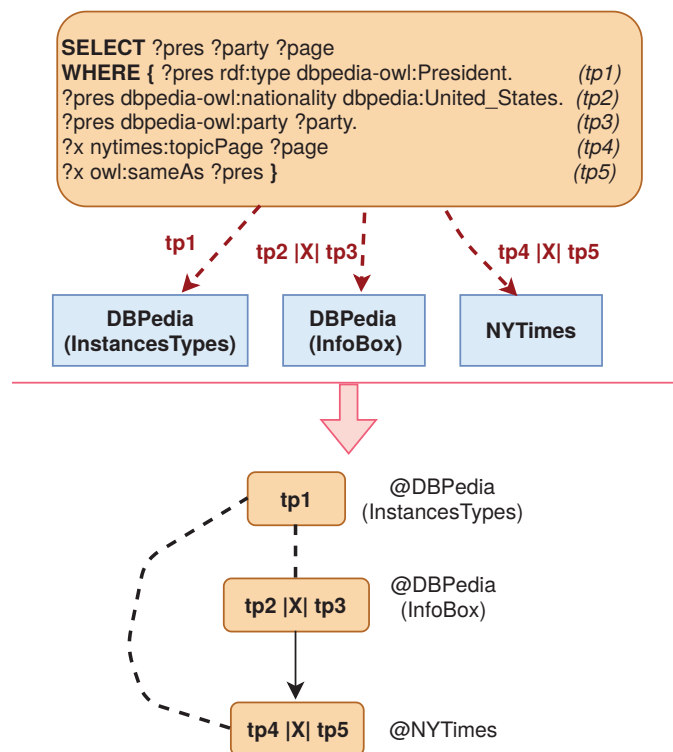 SELECT ?pres ?party ?page
WHERE { ?pres rdf:type dbpedia-owl:President. (tp1)
?pres dbpedia-owl:nationality dbpedia:United_States. (tp2)
?pres dbpedia-owl:party ?party. (tp3)
?x nytimes:topicPage ?page (tp4)
?x owl:sameAs ?pres } (tp5)
tp1
tp2 |X| tp3
tp4 |X| tp5
DBPedia
(InstancesTypes)
DBPedia
(InfoBox)
NYTimes
tp1
@DBPedia
(InstancesTypes)
tp2 |X| tp3
@DBPedia
(InfoBox)
tp4 |X| tp5
@NYTimes